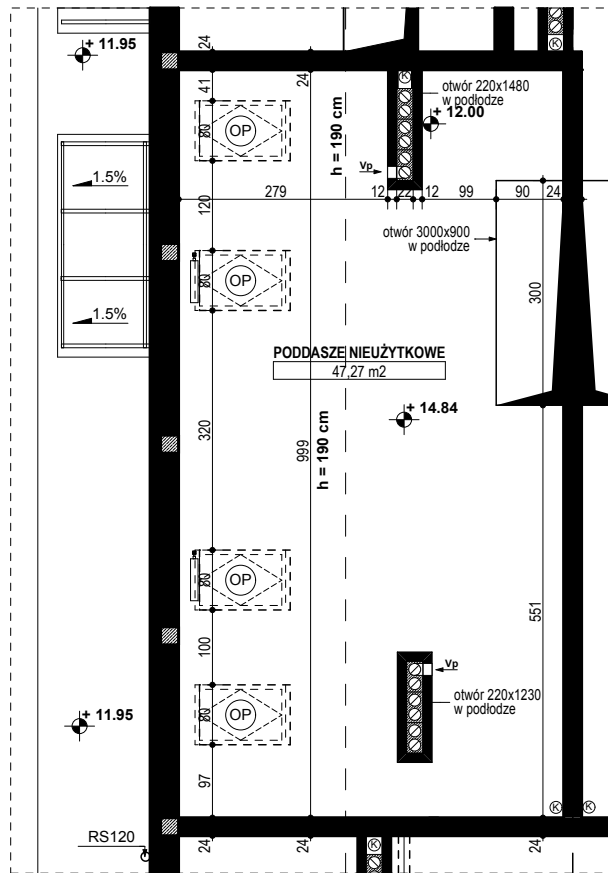 + 11.95
24
24
K
K
otwór 220x1480
w podłodze
41
80
OP
h = 190 cm
+ 12.00
Vp
1.5%
120
279
12
22
12
99
90
24
otwór 3000x900
w podłodze
80
OP
300
1.5%
PODDASZE NIEUŻYTKOWE
47,27 m2
+ 14.84
320
999
h = 190 cm
80
OP
551
100
Vp
otwór 220x1230
w podłodze
80
OP
+ 11.95
97
K
K
RS120
24
24
K
24